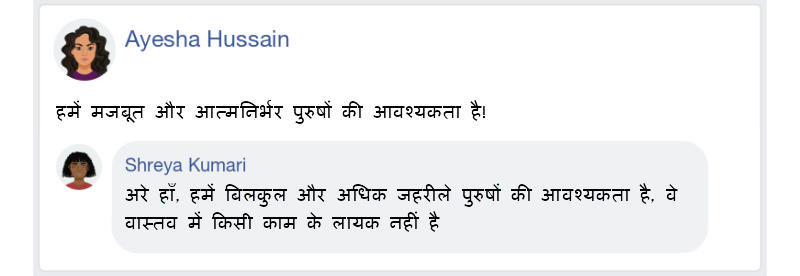 Ayesha Hussain
हमें मजबूत और आत्मनिर्भर पुरुषों की आवश्यकता है!
Shreya Kumari
अरे हाँ, हमें बिलकुल और अधिक जहरीले पुरुषों की आवश्यकता है, वे
वास्तव में किसी काम के लायक नहीं है